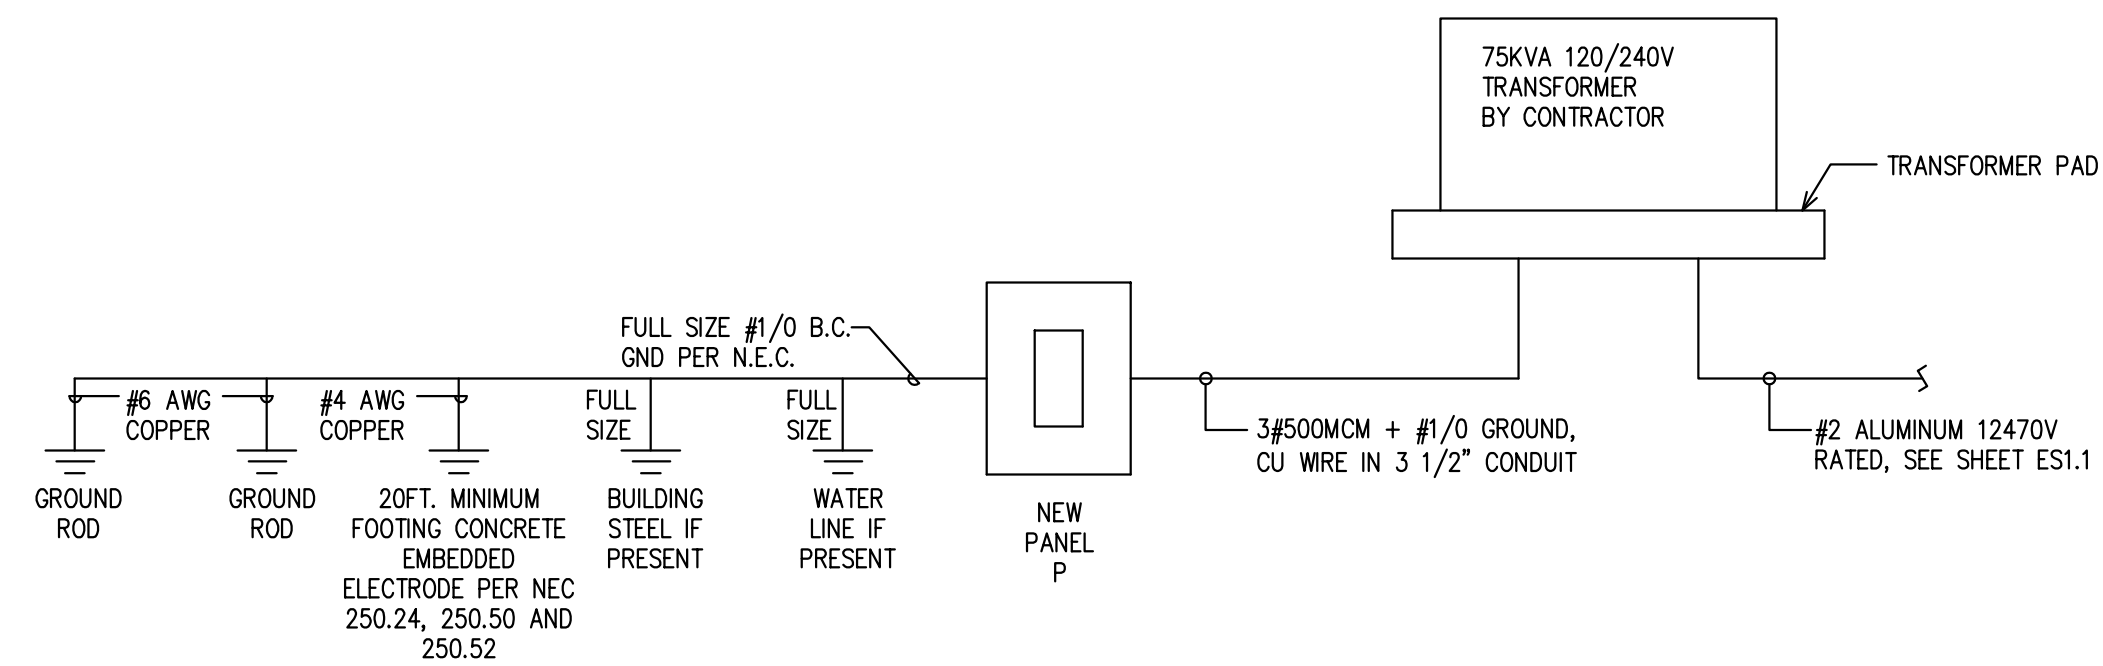 75KVA 120/240V
TRANSFORMER
BY CONTRACTOR
TRANSFORMER PAD
FULL SIZE #1/0 B.C.
GND PER N.E.C.
#6 AWG
COPPER
#4 AWG
COPPER
FULL
SIZE
FULL
SIZE
3#500MCM + #1/0 GROUND,
CU WIRE IN 3 1/2" CONDUIT
#2 ALUMINUM 12470V
RATED, SEE SHEET ES1.1
GROUND
ROD
GROUND
ROD
20FT. MINIMUM
FOOTING CONCRETE
EMBEDDED
ELECTRODE PER NEC
250.24, 250.50 AND
250.52
BUILDING
STEEL IF
PRESENT
WATER
LINE IF
PRESENT
NEW
PANEL
P